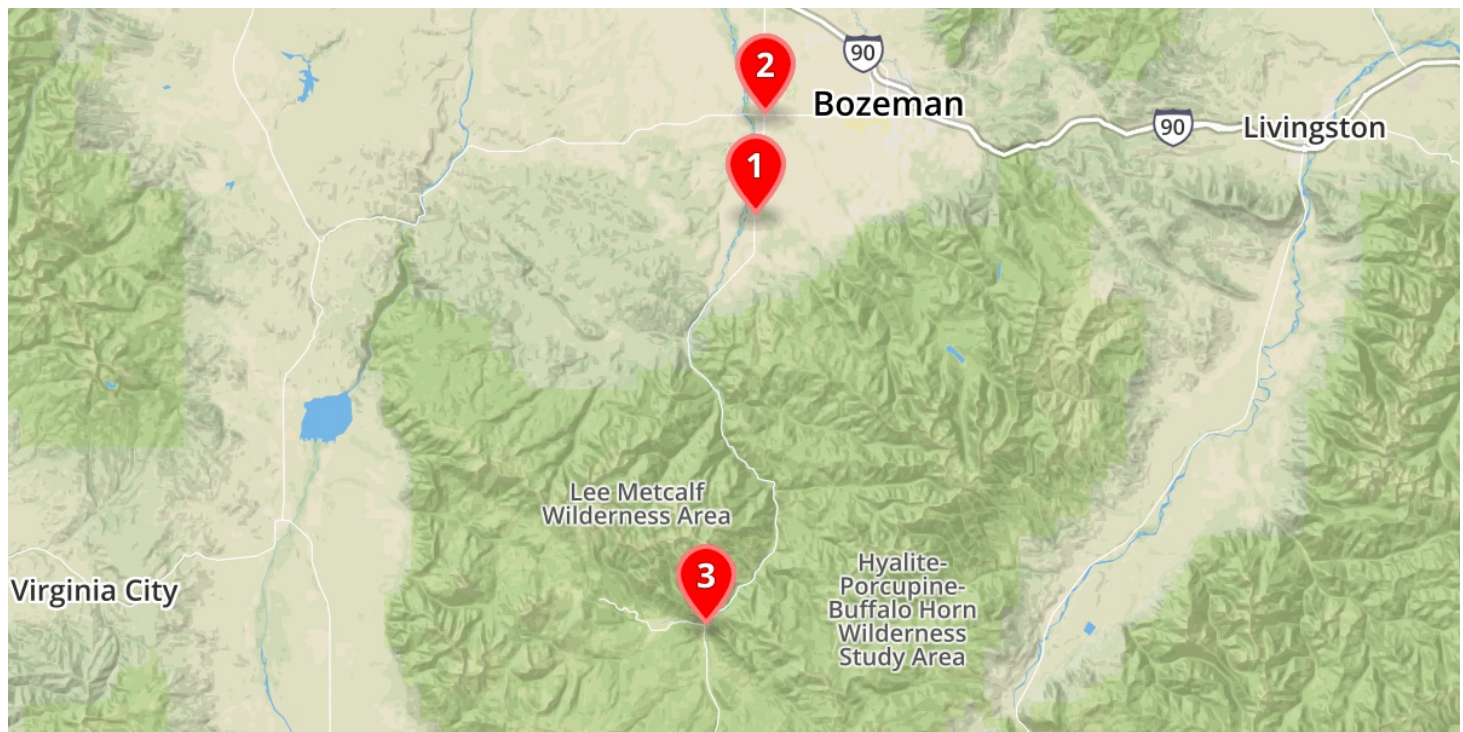 90
2
Bozeman
90
Livingston
1
Lee Metcalf
Wilderness Area
3
Hyalite-
Porcupine-
Buffalo Horn
Wilderness
Study Area
Virginia City